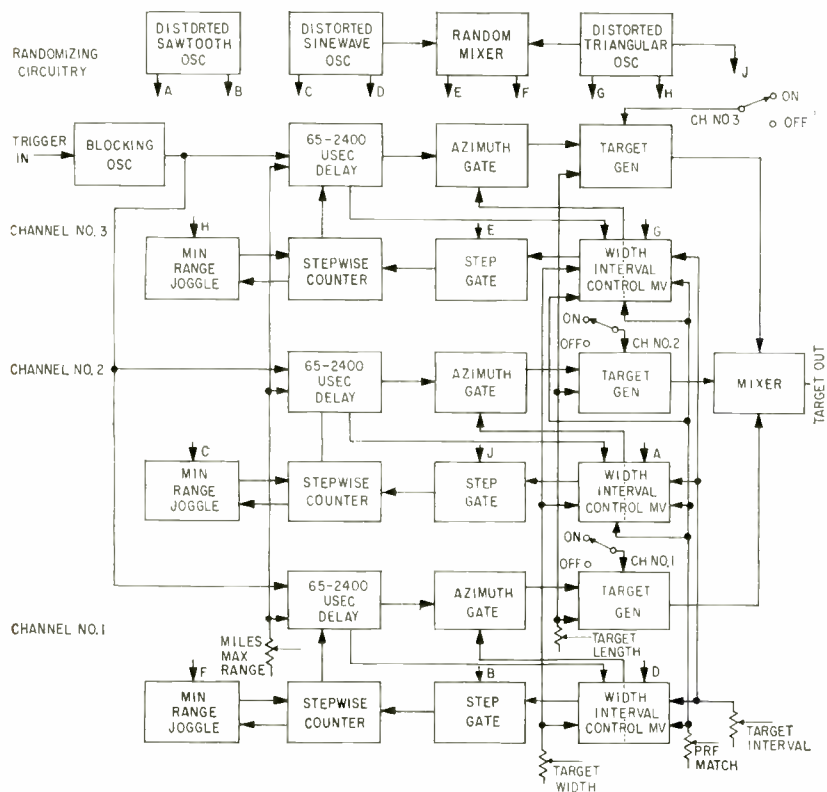 RANDOMIZING
CIRCUITRY
DISTORTED
SAWTOOTH
OSC
DISTORTED
SINEWAVE
OSC
RANDOM
MIXER
DISTORTED
TRIANGULAR
OSC
A
B
C
D
E
F
G
H
J
ON
OFF
CH NO.3
TRIGGER
IN
BLOCKING
OSC
65-2400
USEC
DELAY
AZIMUTH
GATE
TARGET
GEN
CHANNEL NO.3
H
MIN
RANGE
JOGGLE
STEPWISE
COUNTER
E
STEP
GATE
G
WIDTH
INTERVAL
CONTROL MV
ON
OFF
CH NO.2
CHANNEL NO.2
65-2400
USEC
DELAY
AZIMUTH
GATE
TARGET
GEN
MIXER
TARGET OUT
C
MIN
RANGE
JOGGLE
STEPWISE
COUNTER
J
STEP
GATE
A
WIDTH
INTERVAL
CONTROL MV
ON
OFF
CH NO.1
CHANNEL NO.1
65-2400
USEC
DELAY
AZIMUTH
GATE
TARGET
GEN
MILES
MAX
RANGE
TARGET
LENGTH
F
MIN
RANGE
JOGGLE
STEPWISE
COUNTER
B
STEP
GATE
D
WIDTH
INTERVAL
CONTROL MV
TARGET
INTERVAL
PRF
MATCH
TARGET
WIDTH